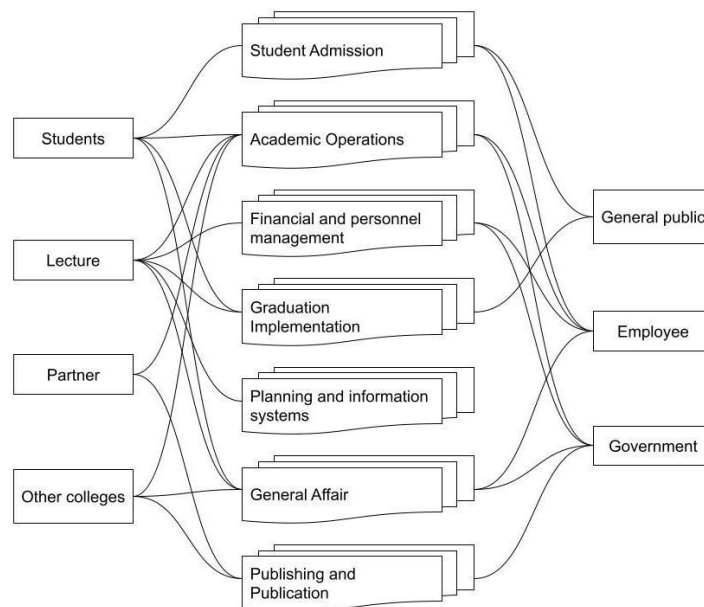 Student Admission
Students
Academic Operations
Financial and personnel
management
General public
Lecture
Graduation
Implementation
Employee
Partner
Planning and information
systems
Government
Other colleges
General Affair
Publishing and
Publication